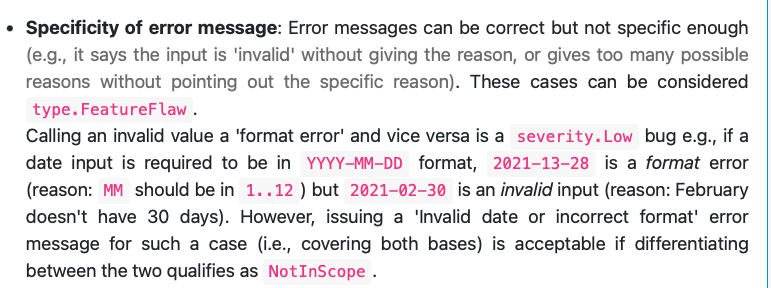 • Specificity of error message: Error messages can be correct but not specific enough
(e.g., it says the input is 'invalid' without giving the reason, or gives too many possible
reasons without pointing out the specific reason). These cases can be considered
type.FeatureFlaw .
Calling an invalid value a 'format error' and vice versa is a severity.Low bug e.g., if a
date input is required to be in YYYY-MM-DD format, 2021-13-28 is a format error
(reason: MM should be in 1..12 ) but 2021-02-30 is an invalid input (reason: February
doesn't have 30 days). However, issuing a 'Invalid date or incorrect format' error
message for such a case (i.e., covering both bases) is acceptable if differentiating
between the two qualifies as NotInScope .